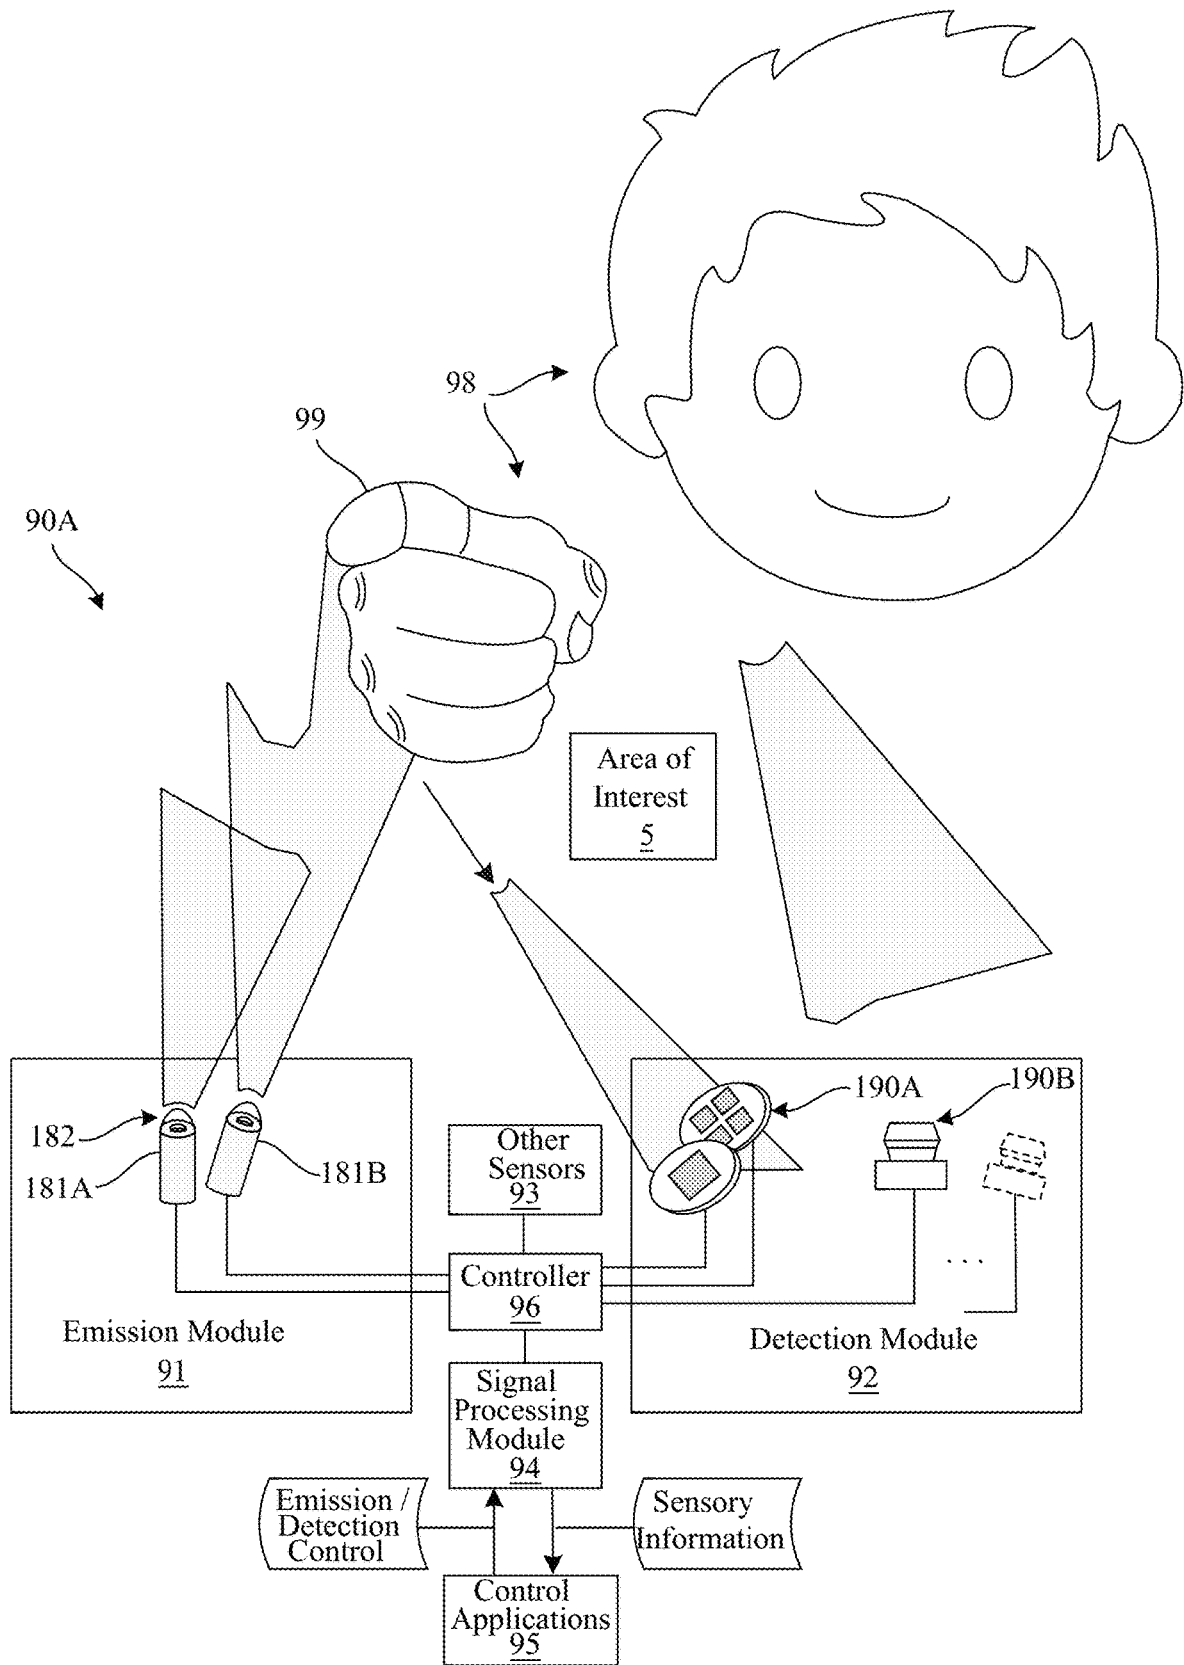 98
99
90A
Area of
Interest
5
190A
190B
182
181A
181B
Other
Sensors
93
Controller
96
Emission Module
91
Detection Module
92
. . .
Signal
Processing
Module
94
Emission /
Detection
Control
Sensory
Information
Control
Applications
95